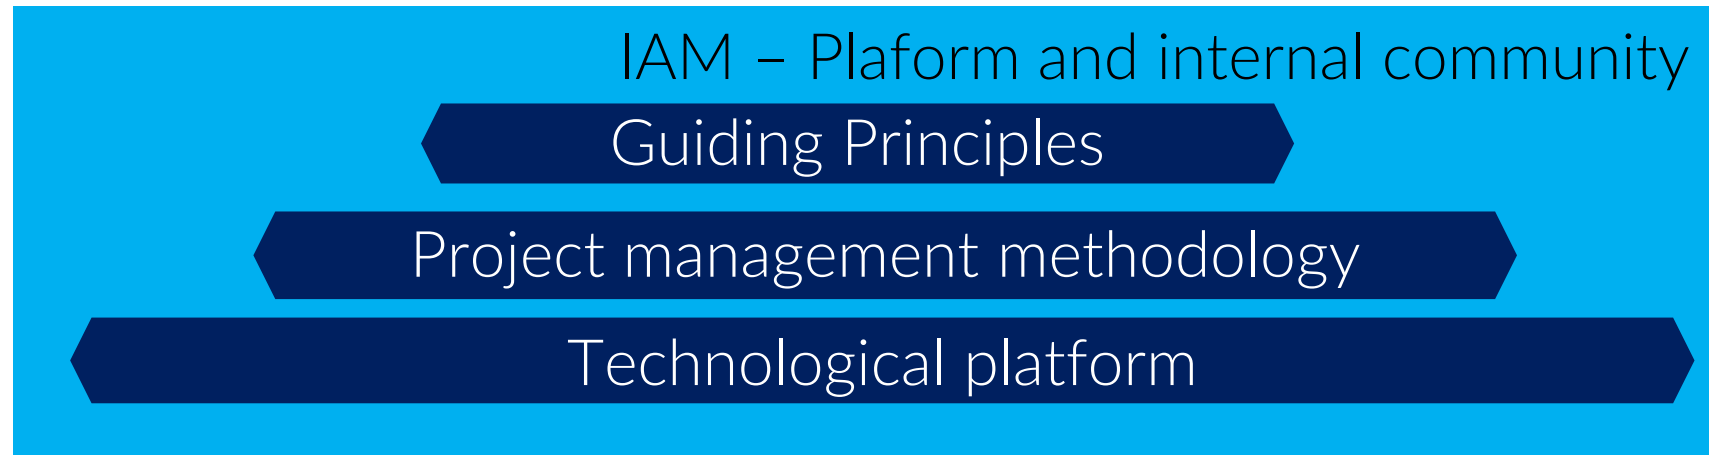 IAM – Plaform and internal community
Guiding Principles
Project management methodology
Technological platform